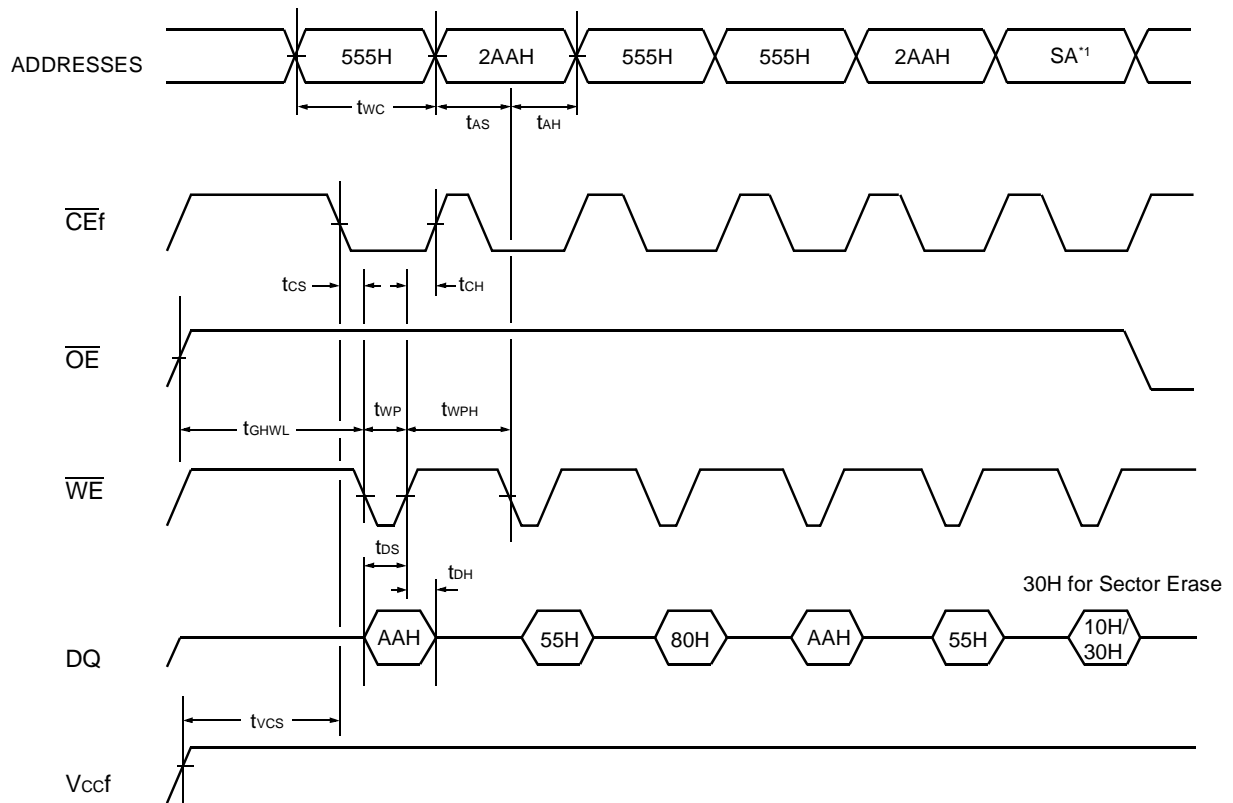 ADDRESSES 555H 2AAH 555H 555H 2AAH SA*1
tWC tAS tAH
CEf
tCS tCH
OE
tGHWL tWP tWPH
WE
tDS
tDH
30H for Sector Erase
DQ AAH 55H 80H AAH 55H 10H/
30H
tVCS
VCCf